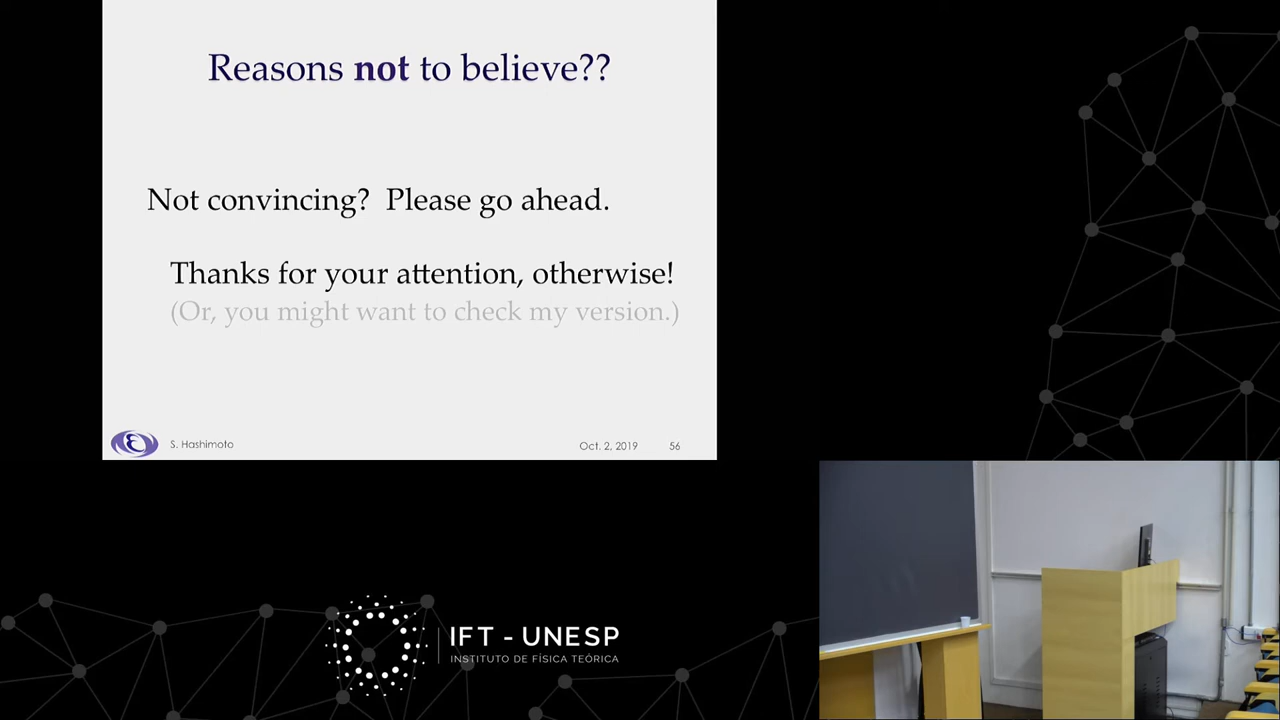 Reasons not to believe??
Not convincing? Please go ahead.
Thanks for your attention, otherwise!
(Or, you might want to check my version.)
S. Hashimoto
Oct. 2, 2019
56
IFT - UNESP
INSTITUTO DE FÍSICA TEÓRICA